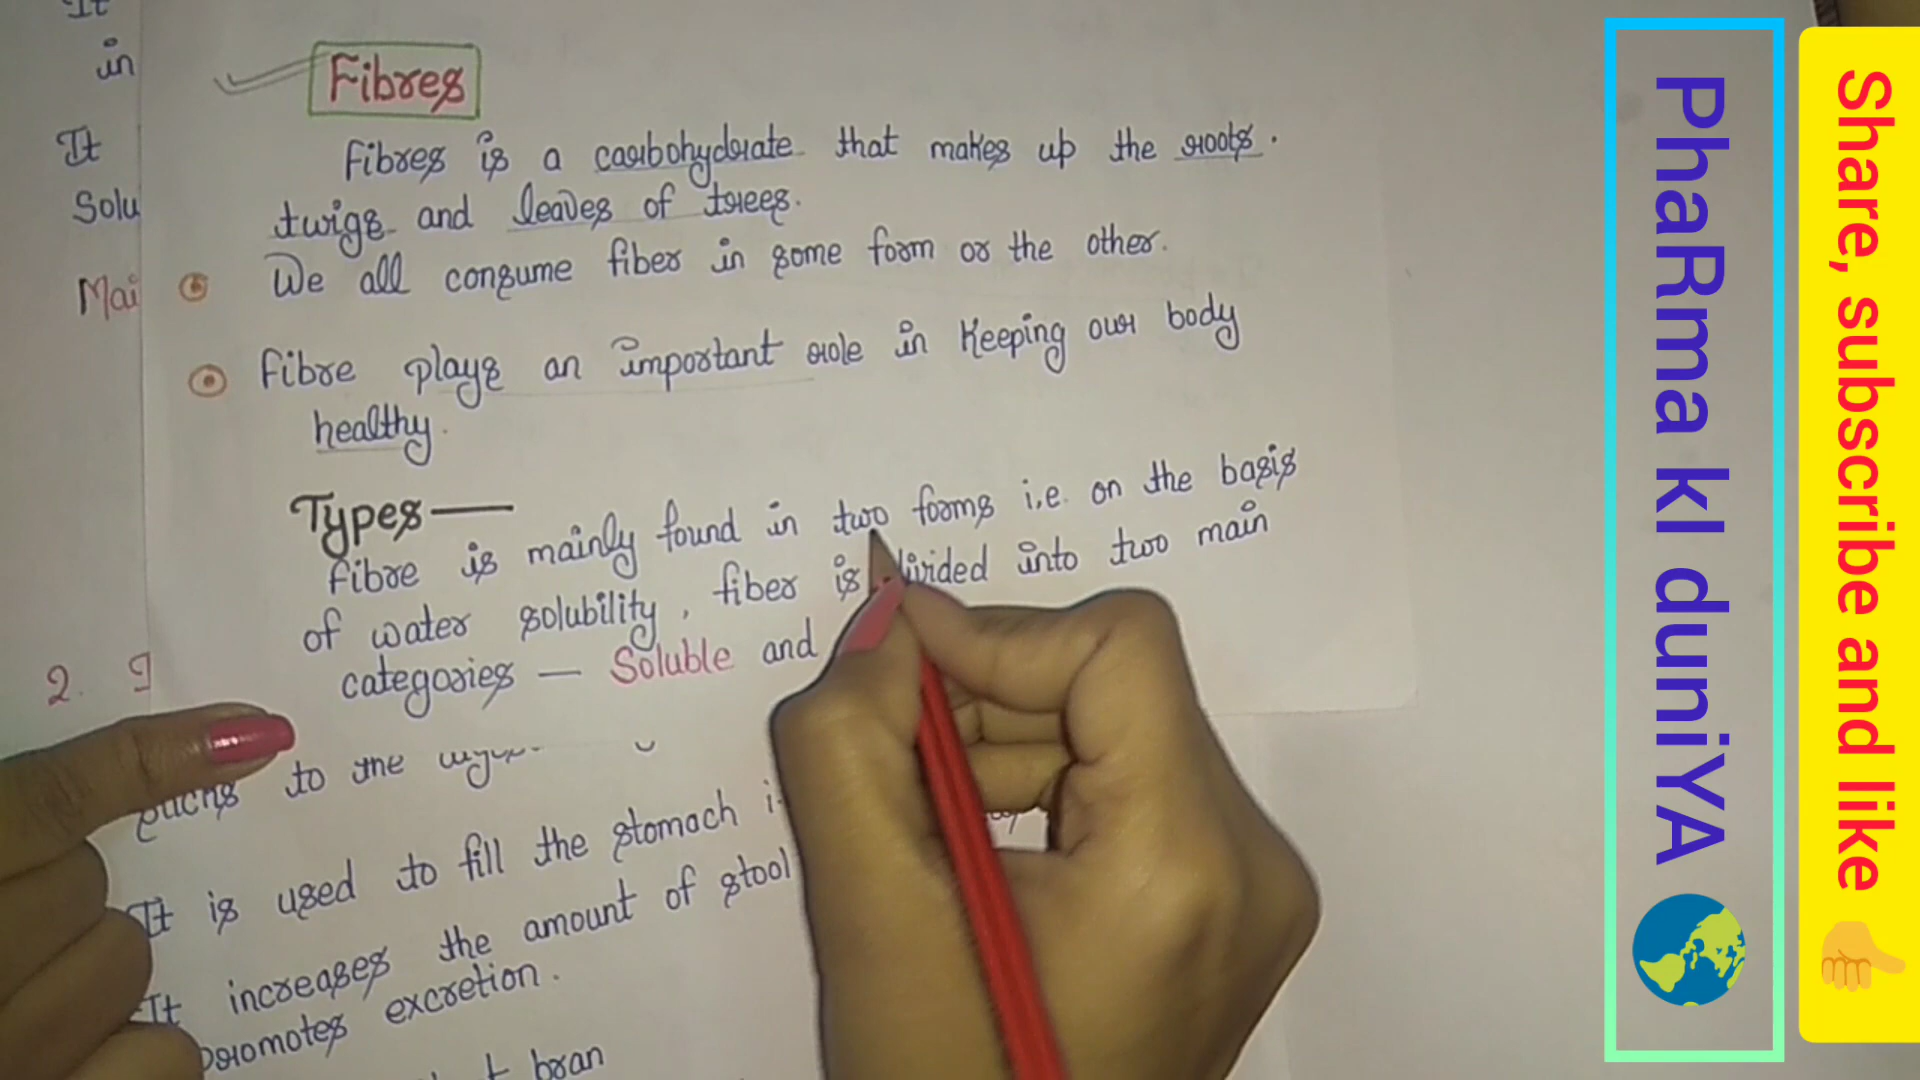 It
in
It
Solu
Mai
2.
Fibres
Fibres is a carbohydrate that makes up the roots.
twigs and leaves of trees.
We all consume fiber in some form or the other.
Fibre plays an important role in keeping our body
healthy.
Types—
Fibre is mainly found in two forms i.e. on the basis
of water solubility, fiber is divided into two main
categories — Soluble and
to the
It is used to fill the stomach
It increases the amount of stool
promotes excretion.
bran
PhaRma kI duniYA
Share, subscribe and like